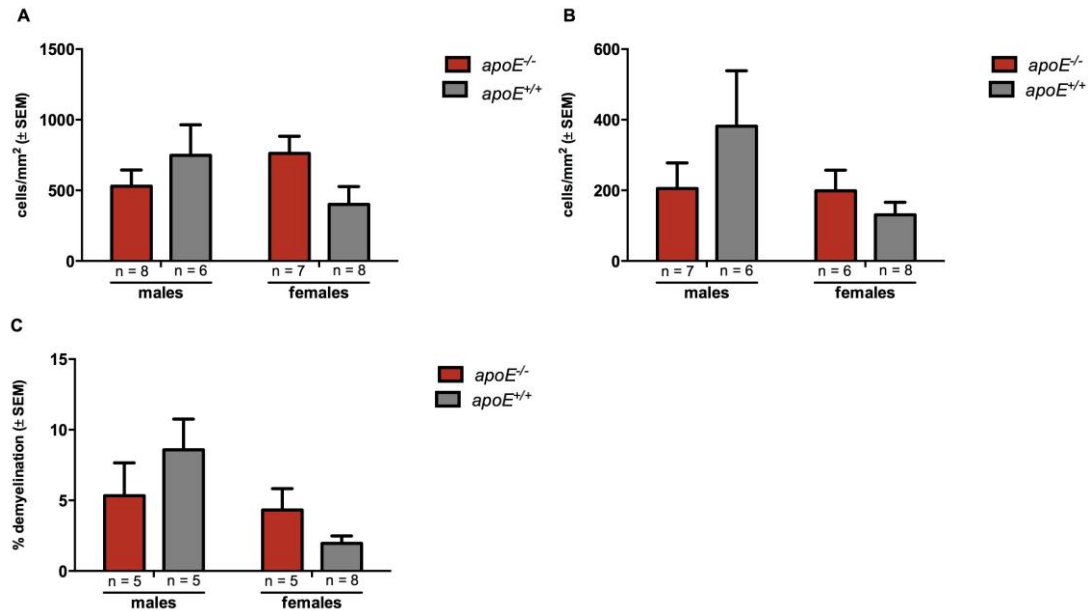 A
cells/mm² (± SEM)
1500
1000
500
0
n = 8 n = 6 n = 7 n = 8
males females
apoE-/-
apoE+/+
B
cells/mm² (± SEM)
600
400
200
0
n = 7 n = 6 n = 6 n = 8
males females
apoE-/-
apoE+/+
C
% demyelination (± SEM)
15
10
5
0
n = 5 n = 5 n = 5 n = 8
males females
apoE-/-
apoE+/+